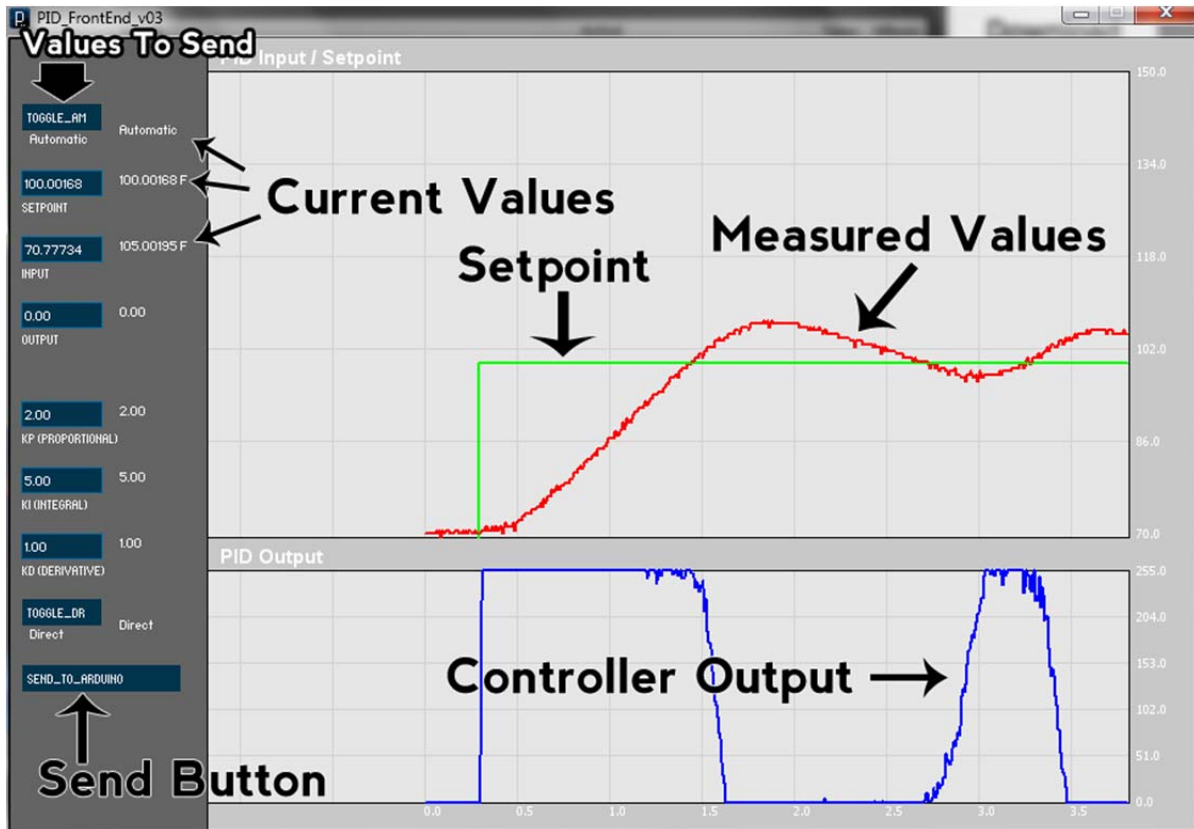 PID_FrontEnd_v03
Values To Send
TOGGLE_AM
Automatic
Automatic
100.00168
100.00168 F
SETPOINT
70.77734
105.00195 F
INPUT
0.00
0.00
OUTPUT
2.00
2.00
KP (PROPORTIONAL)
5.00
5.00
KI (INTEGRAL)
1.00
1.00
KD (DERIVATIVE)
TOGGLE_DR
Direct
Direct
SEND_TO_ARDUINO
Send Button
PID Input / Setpoint
Current Values
Setpoint
Measured Values
150.0
134.0
118.0
102.0
86.0
70.0
PID Output
Controller Output
255.0
204.0
153.0
102.0
51.0
0.0
0.0 0.5 1.0 1.5 2.0 2.5 3.0 3.5